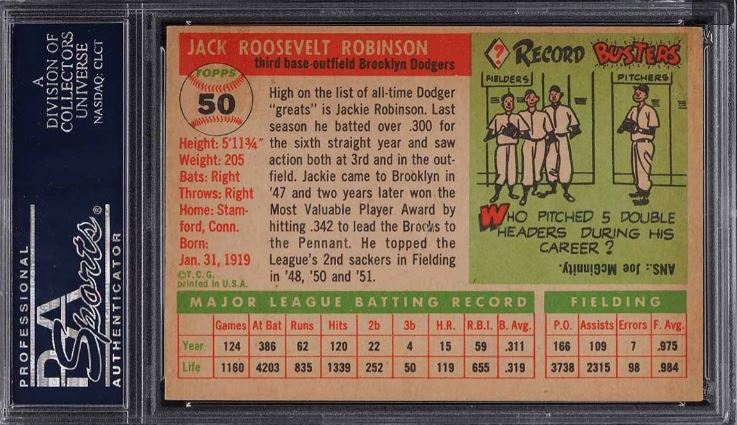 A
DIVISION OF
COLLECTORS
UNIVERSE
NASDAQ: CLCT
PROFESSIONAL
PSA
Sports®
AUTHENTICATOR
JACK ROOSEVELT ROBINSON
third base-outfield Brooklyn Dodgers
TOPPS
50
Height: 5'11¾"
Weight: 205
Bats: Right
Throws: Right
Home: Stam-
ford, Conn.
Born:
Jan. 31, 1919
©T.C.G.
printed in U.S.A.
High on the list of all-time Dodger
"greats" is Jackie Robinson. Last
season he batted over .300 for
the sixth straight year and saw
action both at 3rd and in the out-
field. Jackie came to Brooklyn in
'47 and two years later won the
Most Valuable Player Award by
hitting .342 to lead the Brooks to
the Pennant. He topped the
League's 2nd sackers in Fielding
in '48, '50 and '51.
? RECORD BUSTERS
FIELDERS
PITCHERS
WHO PITCHED 5 DOUBLE
HEADERS DURING HIS
CAREER?
ANS.: Joe McGinnity.
MAJOR LEAGUE BATTING RECORD FIELDING
Games At Bat Runs Hits 2b 3b H.R. R.B.I. B. Avg. P.O. Assists Errors F. Avg.
Year 124 386 62 120 22 4 15 59 .311 166 109 7 .975
Life 1160 4203 835 1339 252 50 119 655 .319 3738 2315 98 .984